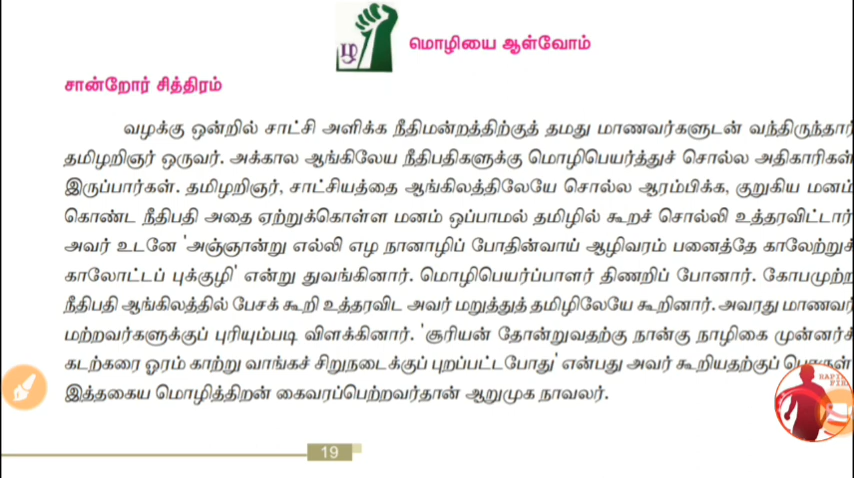 ழ
மொழியை ஆள்வோம்
சான்றோர் சித்திரம்
வழக்கு ஒன்றில் சாட்சி அளிக்க நீதிமன்றத்திற்குத் தமது மாணவர்களுடன் வந்திருந்தார்
தமிழறிஞர் ஒருவர். அக்கால ஆங்கிலேய நீதிபதிகளுக்கு மொழிபெயர்த்துச் சொல்ல அதிகாரிகள்
இருப்பார்கள். தமிழறிஞர், சாட்சியத்தை ஆங்கிலத்திலேயே சொல்ல ஆரம்பிக்க, குறுகிய மனம்
கொண்ட நீதிபதி அதை ஏற்றுக்கொள்ள மனம் ஒப்பாமல் தமிழில் கூறச் சொல்லி உத்தரவிட்டார்
அவர் உடனே 'அஞ்ஞான்று எல்லி எழ நானாழிப் போதின்வாய் ஆழிவரம் பனைத்தே காலேற்றுக்
காலோட்டப் புக்குழி' என்று துவங்கினார். மொழிபெயர்ப்பாளர் திணறிப் போனார். கோபமுற்ற
நீதிபதி ஆங்கிலத்தில் பேசக் கூறி உத்தரவிட அவர் மறுத்துத் தமிழிலேயே கூறினார். அவரது மாணவர்
மற்றவர்களுக்குப் புரியும்படி விளக்கினார். 'சூரியன் தோன்றுவதற்கு நான்கு நாழிகை முன்னர்க்
கடற்கரை ஓரம் காற்று வாங்கச் சிறுநடைக்குப் புறப்பட்டபோது' என்பது அவர் கூறியதற்குப்
இத்தகைய மொழித்திறன் கைவரப்பெற்றவர்தான் ஆறுமுக நாவலர்.
19